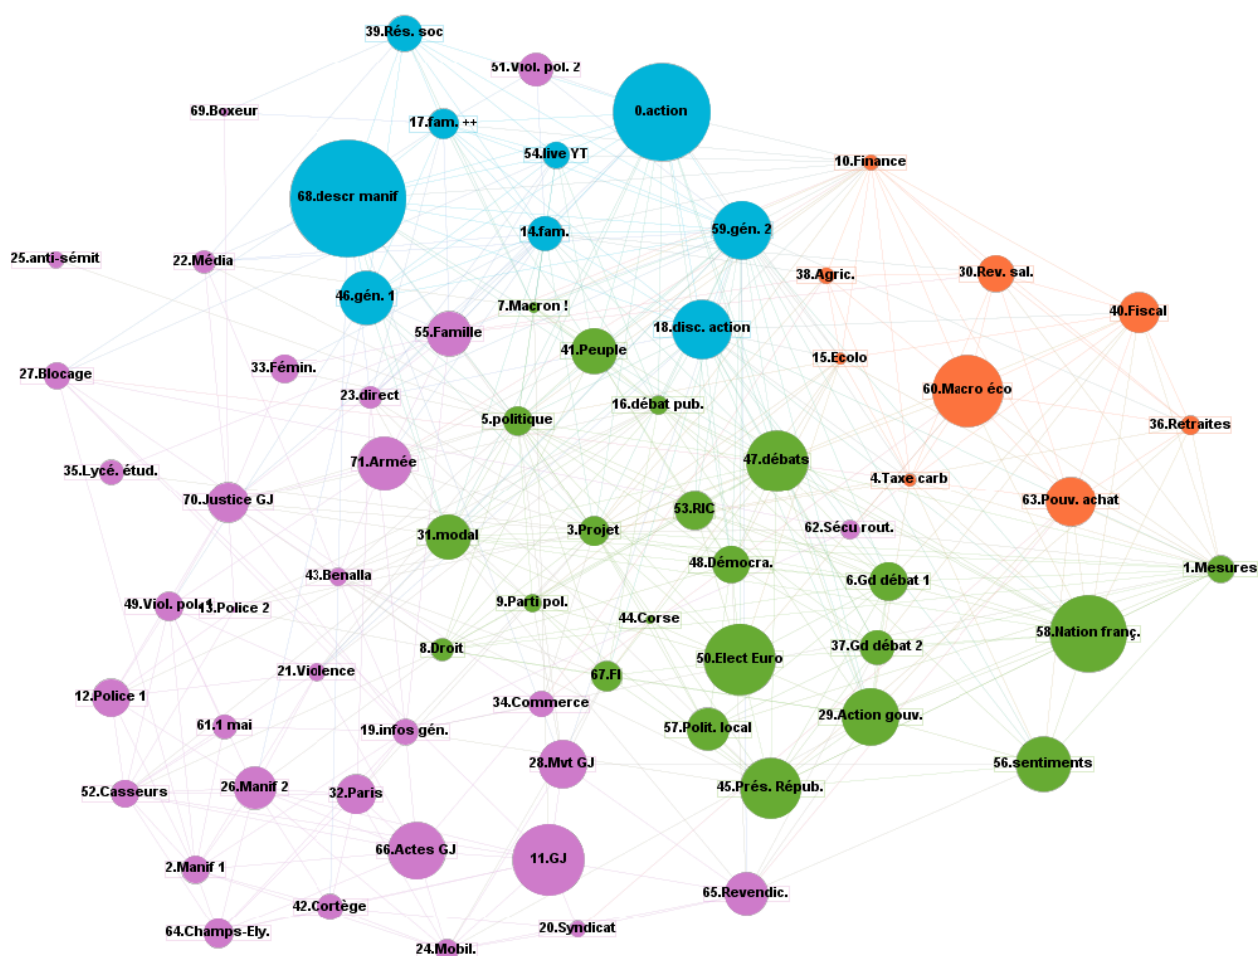 39.Rés. soc
51.Viol. pol. 2
69.Boxeur
0.action
17.fam. ++
54.live YT
10.Finance
68.descr manif
14.fam.
59.gén. 2
25.anti-sémit
22.Média
38.Agric.
30.Rev. sal.
46.gén. 1
7.Macron !
40.Fiscal
55.Famille
18.disc. action
41.Peuple
15.Ecolo
27.Blocage
33.Fémin.
60.Macro éco
23.direct
16.débat pub.
5.politique
36.Retraites
71.Armée
47.débats
35.Lycé. étud.
4.Taxe carb
70.Justice GJ
63.Pouv. achat
53.RIC
62.Sécu rout.
31.modal
3.Projet
48.Démocra.
1.Mesures
43.Benalla
6.Gd débat 1
49.Viol. pol. 1
13.Police 2
9.Parti pol.
44.Corse
58.Nation franç.
8.Droit
37.Gd débat 2
50.Elect Euro
21.Violence
67.FI
12.Police 1
34.Commerce
29.Action gouv.
61.1 mai
19.infos gén.
57.Polit. local
28.Mvt GJ
56.sentiments
26.Manif 2
45.Prés. Répub.
52.Casseurs
32.Paris
66.Actes GJ
11.GJ
2.Manif 1
65.Revendic.
42.Cortège
20.Syndicat
64.Champs-Ely.
24.Mobil.